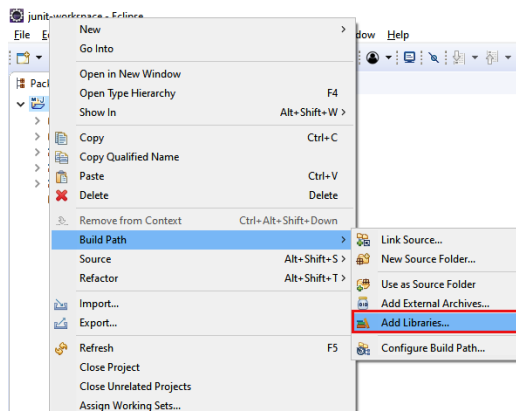 junit-workspace - Eclipse
File
dow Help
New >
Go Into
Open in New Window
Open Type Hierarchy F4
Show In Alt+Shift+W >
Copy Ctrl+C
Copy Qualified Name
Paste Ctrl+V
Delete Delete
Remove from Context Ctrl+Alt+Shift+Down
Build Path >
Source Alt+Shift+S >
Refactor Alt+Shift+T >
Import...
Export...
Refresh F5
Close Project
Close Unrelated Projects
Assign Working Sets...
Link Source...
New Source Folder...
Use as Source Folder
Add External Archives...
Add Libraries...
Configure Build Path...